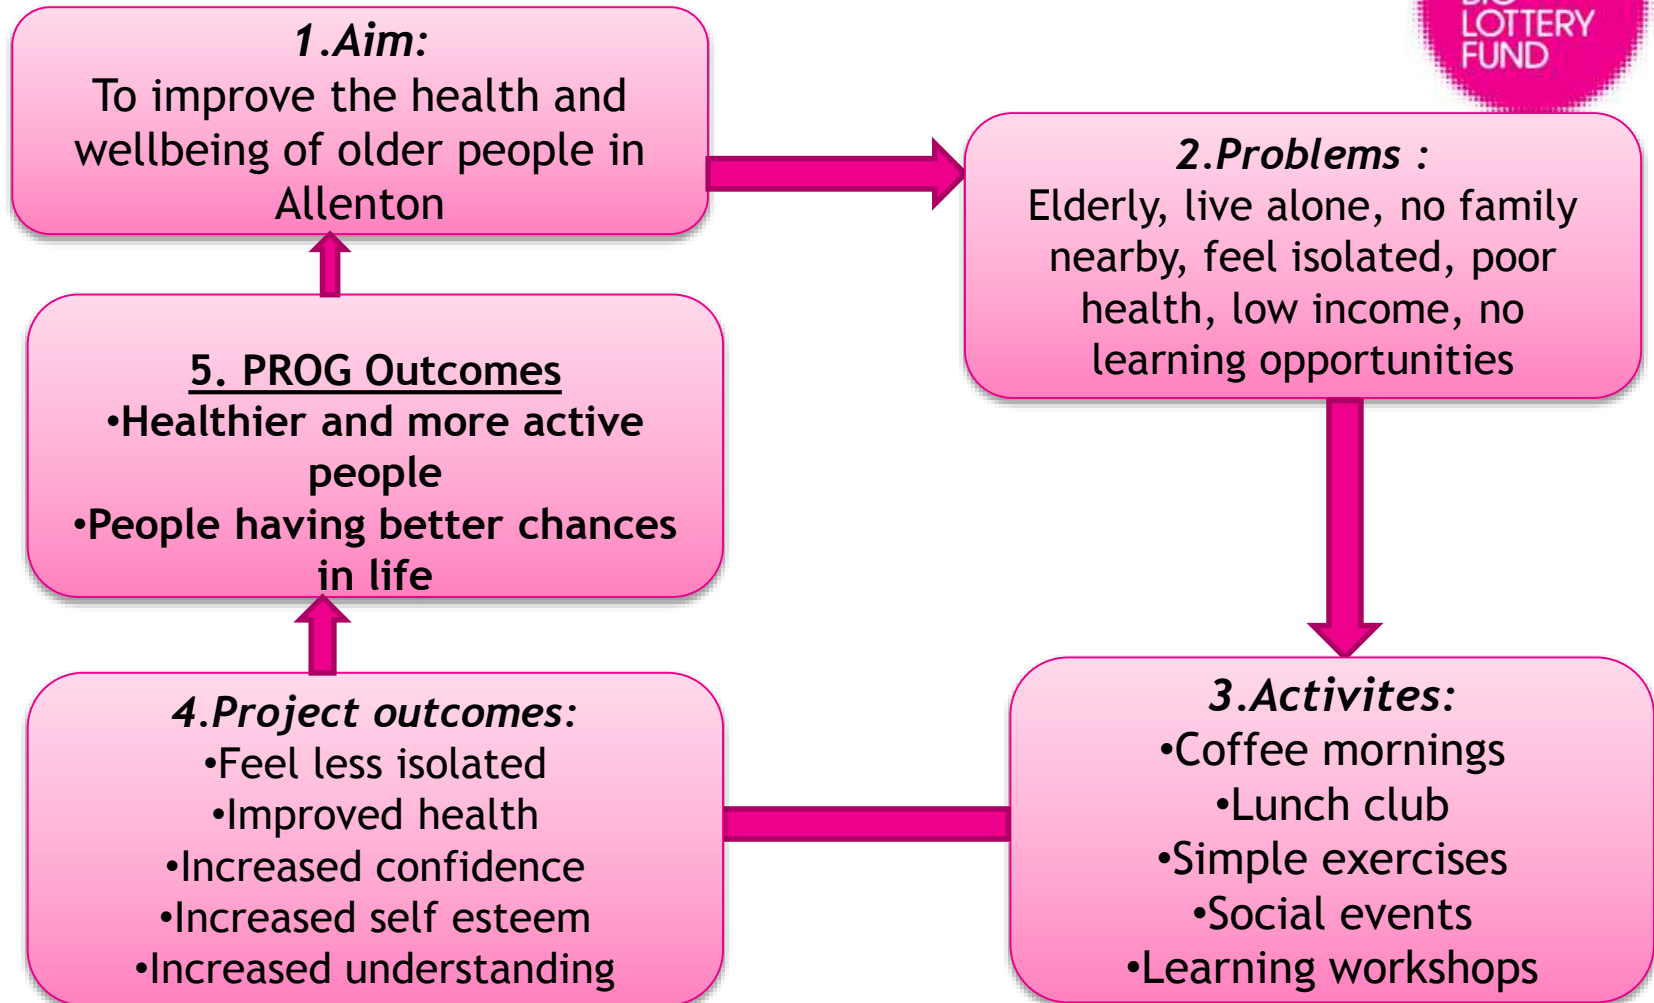 BIG
LOTTERY
FUND
1.Aim:
To improve the health and
wellbeing of older people in
Allenton
2.Problems :
Elderly, live alone, no family
nearby, feel isolated, poor
health, low income, no
learning opportunities
3.Activites:
•Coffee mornings
•Lunch club
•Simple exercises
•Social events
•Learning workshops
4.Project outcomes:
•Feel less isolated
•Improved health
•Increased confidence
•Increased self esteem
•Increased understanding
5. PROG Outcomes
•Healthier and more active
people
•People having better chances
in life